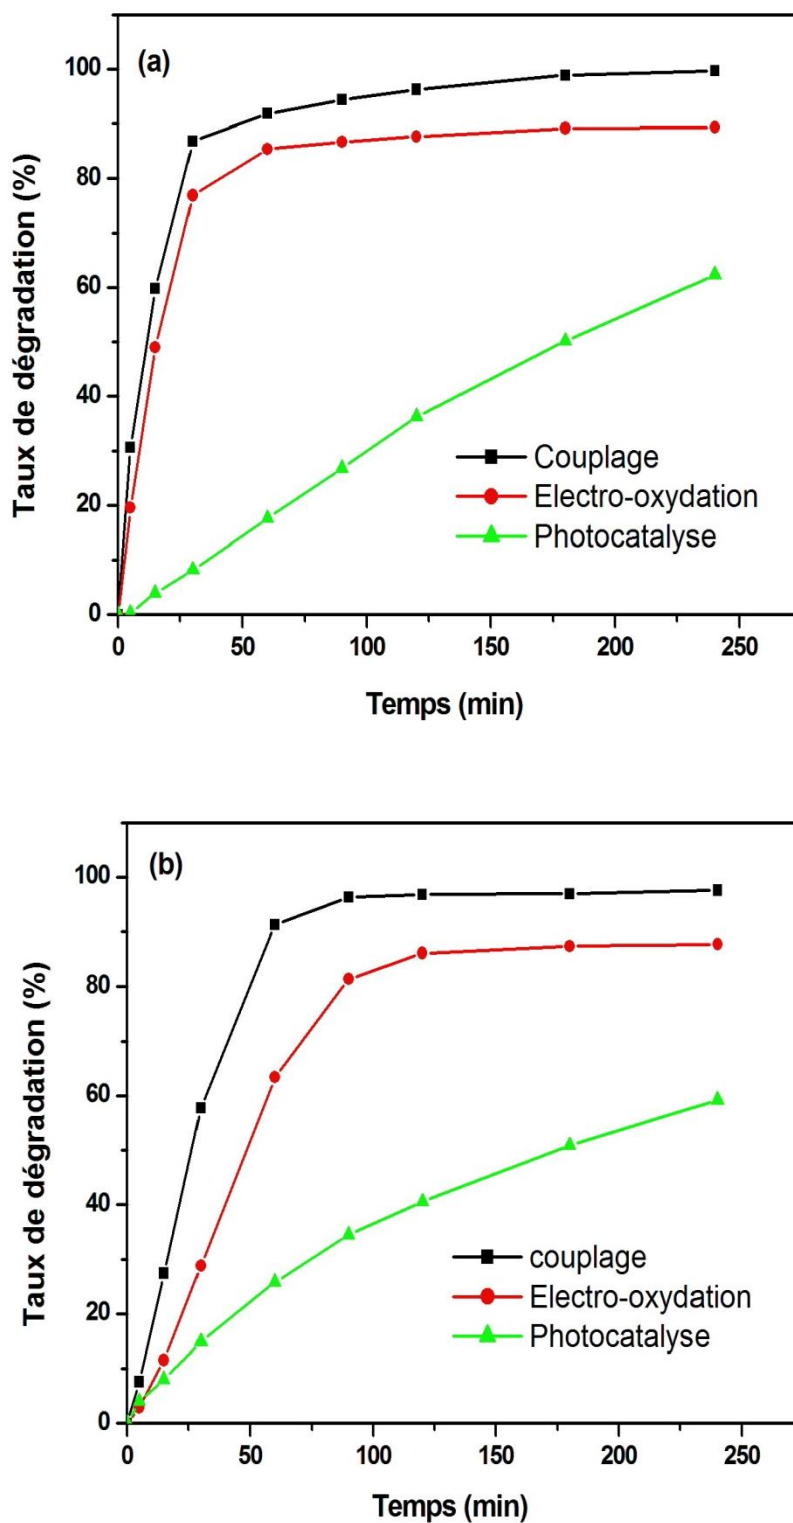 (a)
Taux de dégradation (%)
100
80
60
40
20
0
Couplage
Electro-oxydation
Photocatalyse
0 50 100 150 200 250
Temps (min)
(b)
Taux de dégradation (%)
100
80
60
40
20
0
couplage
Electro-oxydation
Photocatalyse
0 50 100 150 200 250
Temps (min)